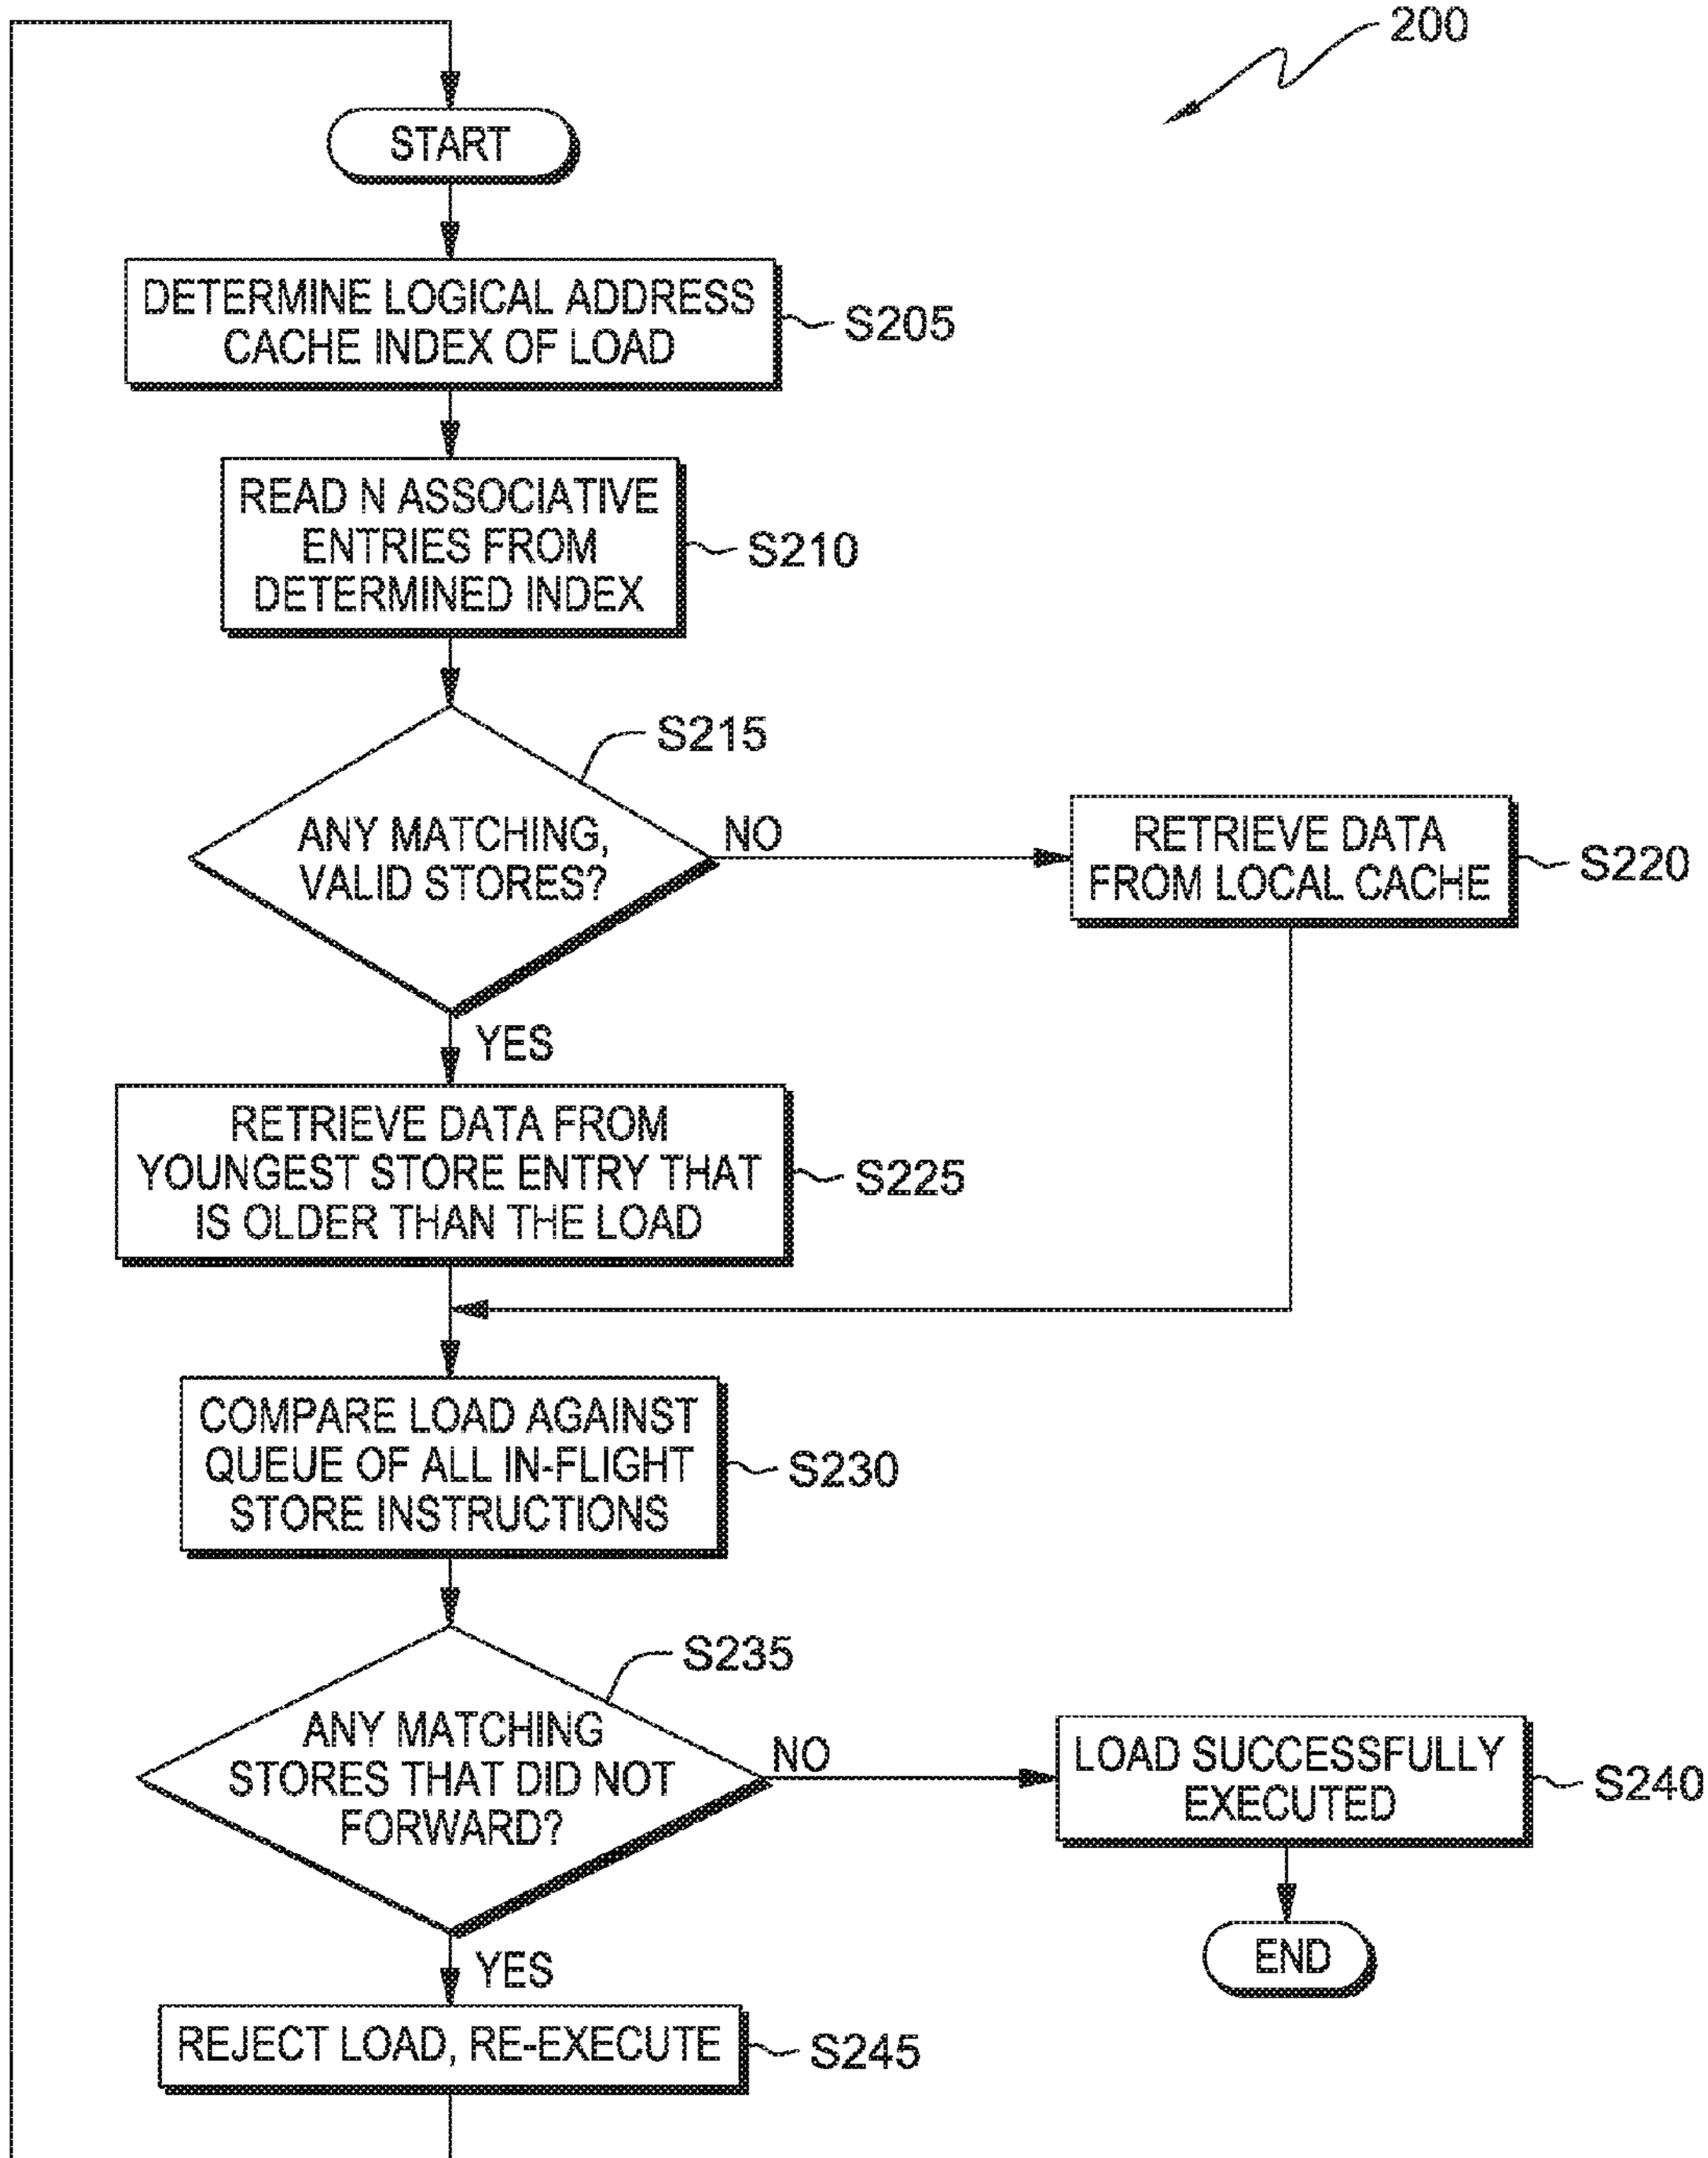 200
START
DETERMINE LOGICAL ADDRESS
CACHE INDEX OF LOAD
S205
READ N ASSOCIATIVE
ENTRIES FROM
DETERMINED INDEX
S210
S215
ANY MATCHING,
VALID STORES?
NO
RETRIEVE DATA
FROM LOCAL CACHE
S220
YES
RETRIEVE DATA FROM
YOUNGEST STORE ENTRY THAT
IS OLDER THAN THE LOAD
S225
COMPARE LOAD AGAINST
QUEUE OF ALL IN-FLIGHT
STORE INSTRUCTIONS
S230
S235
ANY MATCHING
STORES THAT DID NOT
FORWARD?
NO
LOAD SUCCESSFULLY
EXECUTED
S240
END
YES
REJECT LOAD, RE-EXECUTE
S245